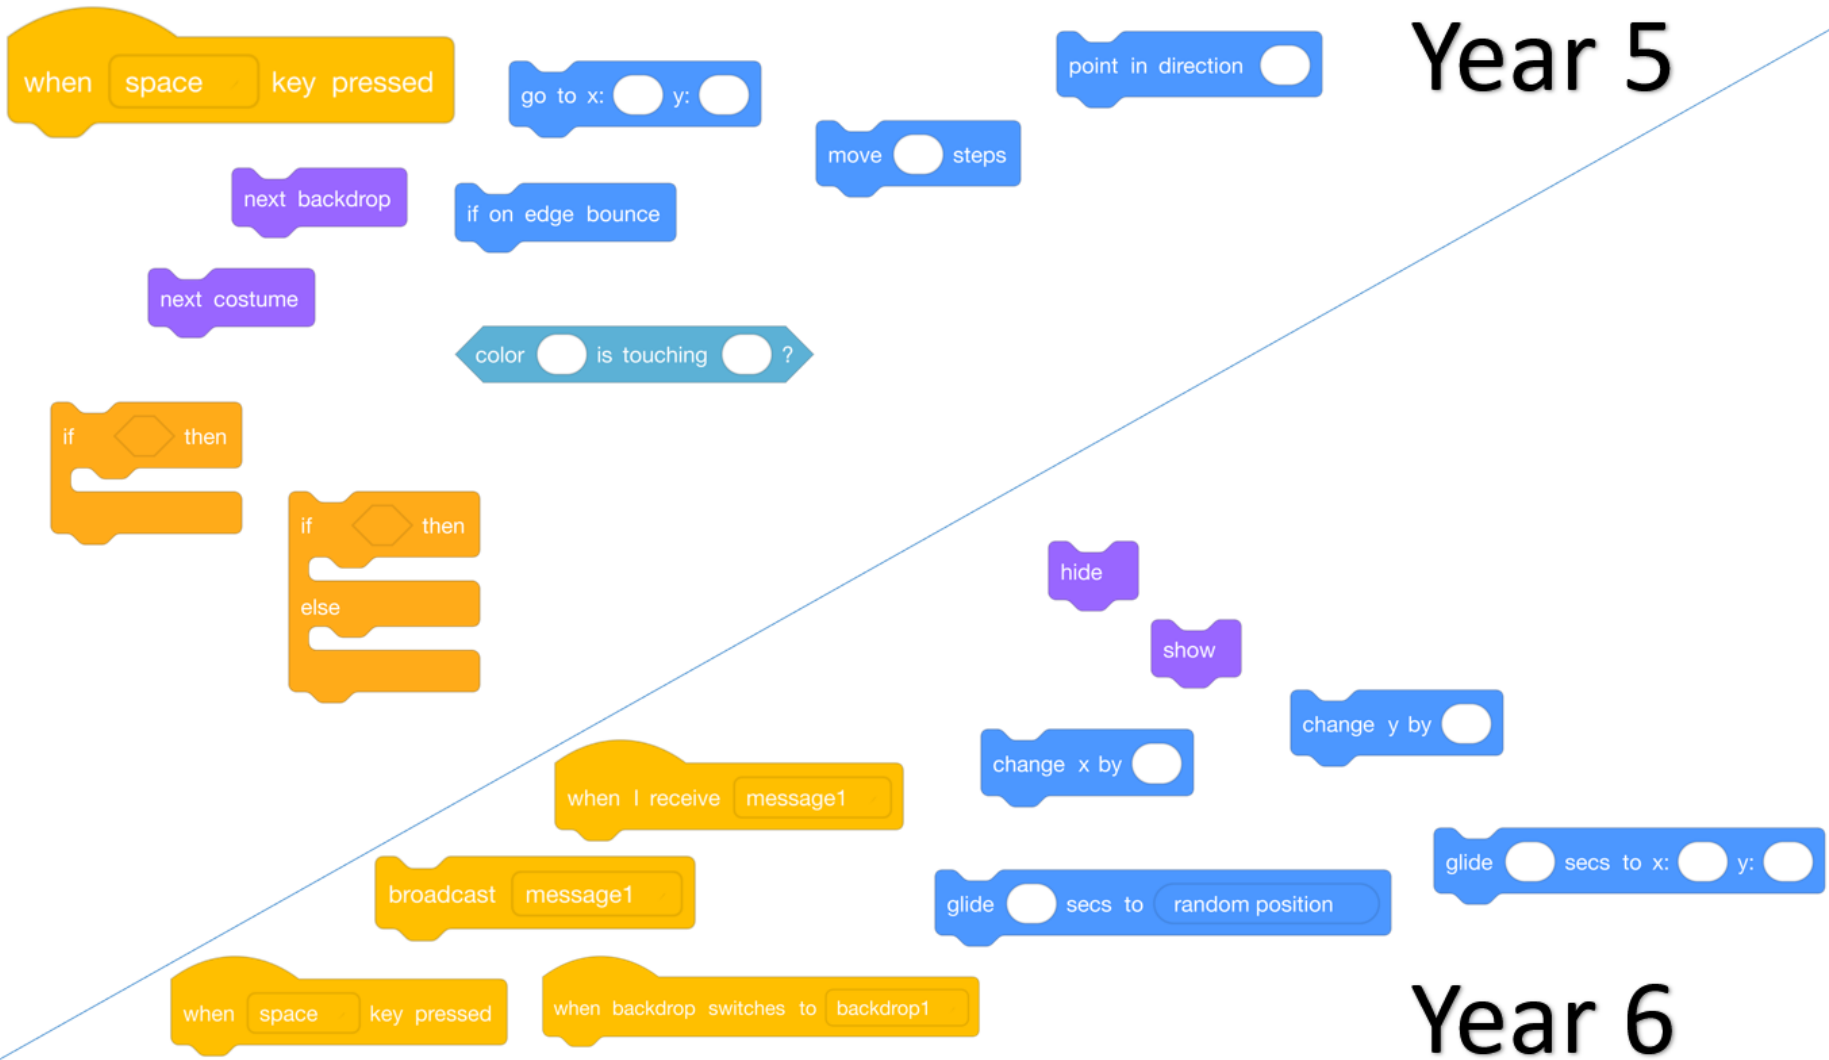 Year 5
when space key pressed
go to x: y:
point in direction
move steps
next backdrop
if on edge bounce
next costume
color is touching ?
if then
if then
else
hide
show
change y by
change x by
when I receive message1
glide secs to x: y:
broadcast message1
glide secs to random position
when space key pressed
when backdrop switches to backdrop1
Year 6